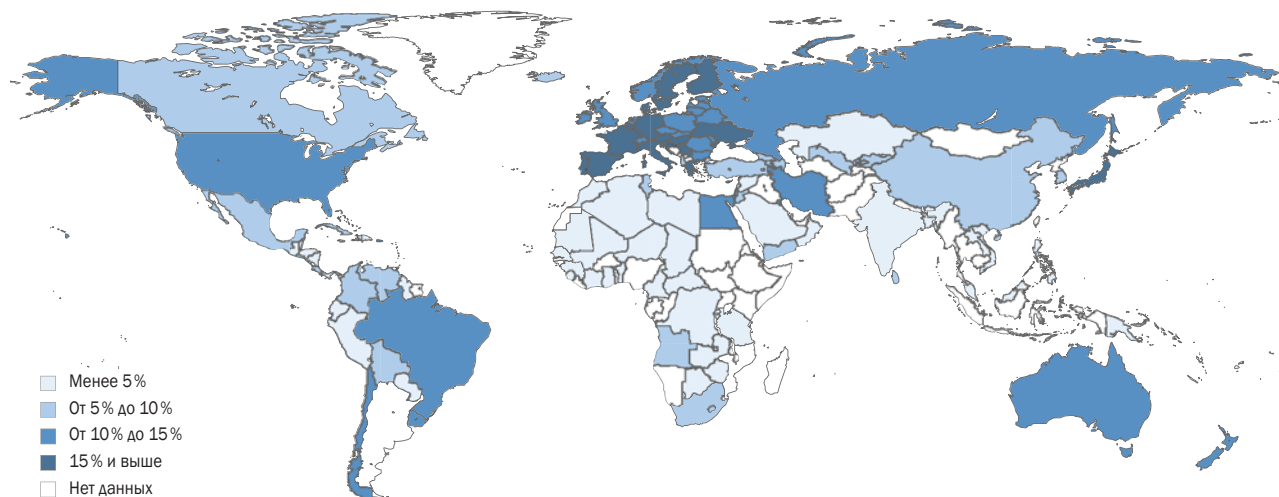 Менее 5%
От 5% до 10%
От 10% до 15%
15% и выше
Нет данных